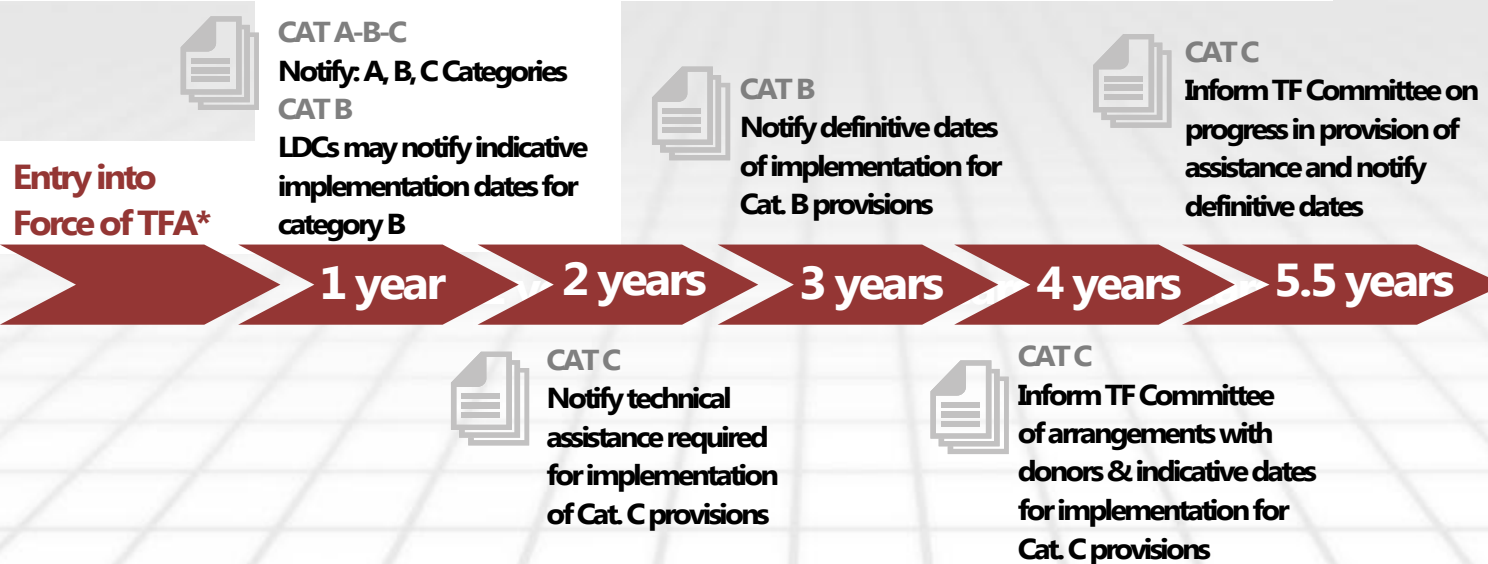 CAT A-B-C
Notify: A, B, C Categories
CAT B
LDCs may notify indicative
implementation dates for
category B
CAT B
Notify definitive dates
of implementation for
Cat. B provisions
CAT C
Inform TF Committee on
progress in provision of
assistance and notify
definitive dates
Entry into
Force of TFA*
1 year
2 years
3 years
4 years
5.5 years
CAT C
Notify technical
assistance required
for implementation
of Cat. C provisions
CAT C
Inform TF Committee
of arrangements with
donors & indicative dates
for implementation for
Cat. C provisions